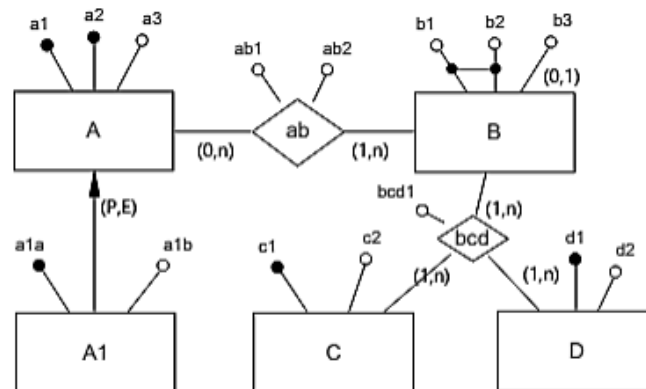 a1
a2
a3
ab1
ab2
b1
b2
b3
(0,1)
A
ab
B
(0,n)
(1,n)
(P,E)
bcd1
(1,n)
bcd
a1a
a1b
c1
c2
(1,n)
(1,n)
d1
d2
A1
C
D